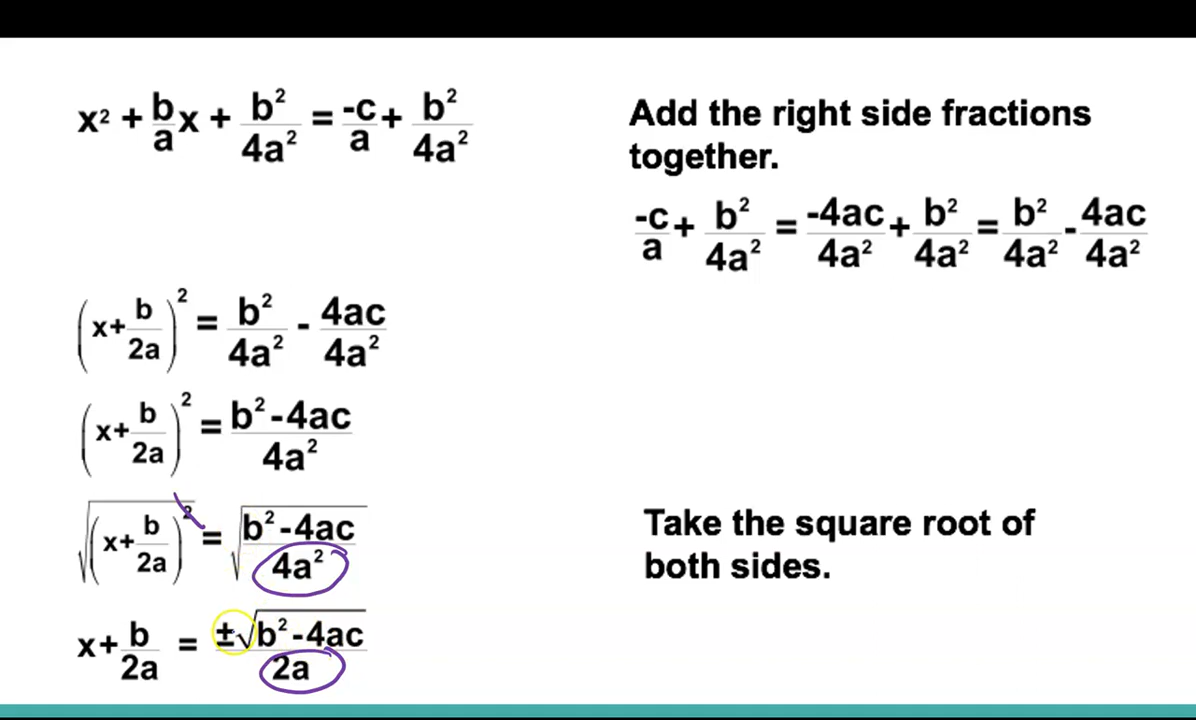 x² + b/a x + b²/4a² = -c/a + b²/4a²
Add the right side fractions
together.
-c/a + b²/4a² = -4ac/4a² + b²/4a² = b²/4a² - 4ac/4a²
(x+b/2a)² = b²/4a² - 4ac/4a²
(x+b/2a)² = b²-4ac/4a²
√(x+b/2a)² = √b²-4ac/4a²
Take the square root of
both sides.
x+b/2a = ±√b²-4ac/2a